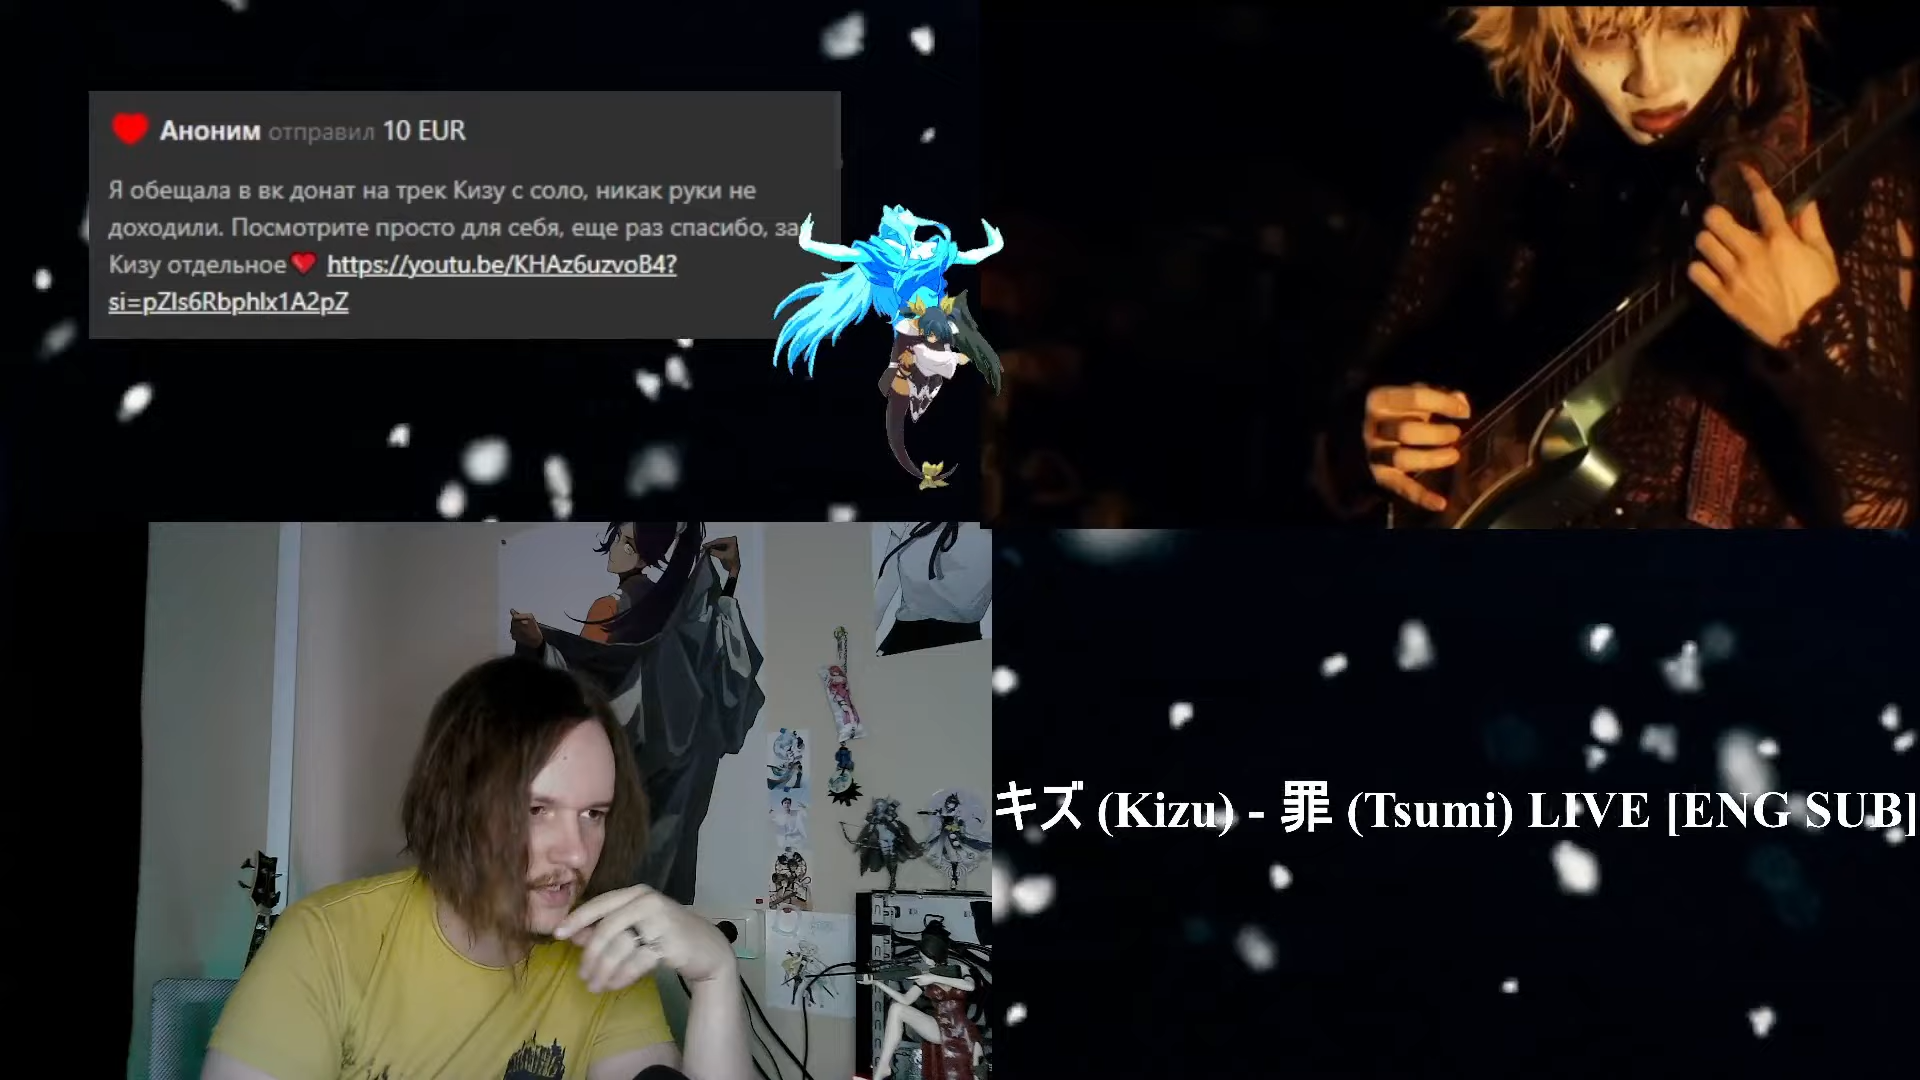 Аноним отправил 10 EUR
Я обещала в вк донат на трек Кизу с соло, никак руки не
доходили. Посмотрите просто для себя, еще раз спасибо, за
Кизу отдельное https://youtu.be/KHAz6uzvoB4?
si=pZIs6Rbphlx1A2pZ
キズ (Kizu) - 罪 (Tsumi) LIVE [ENG SUB]